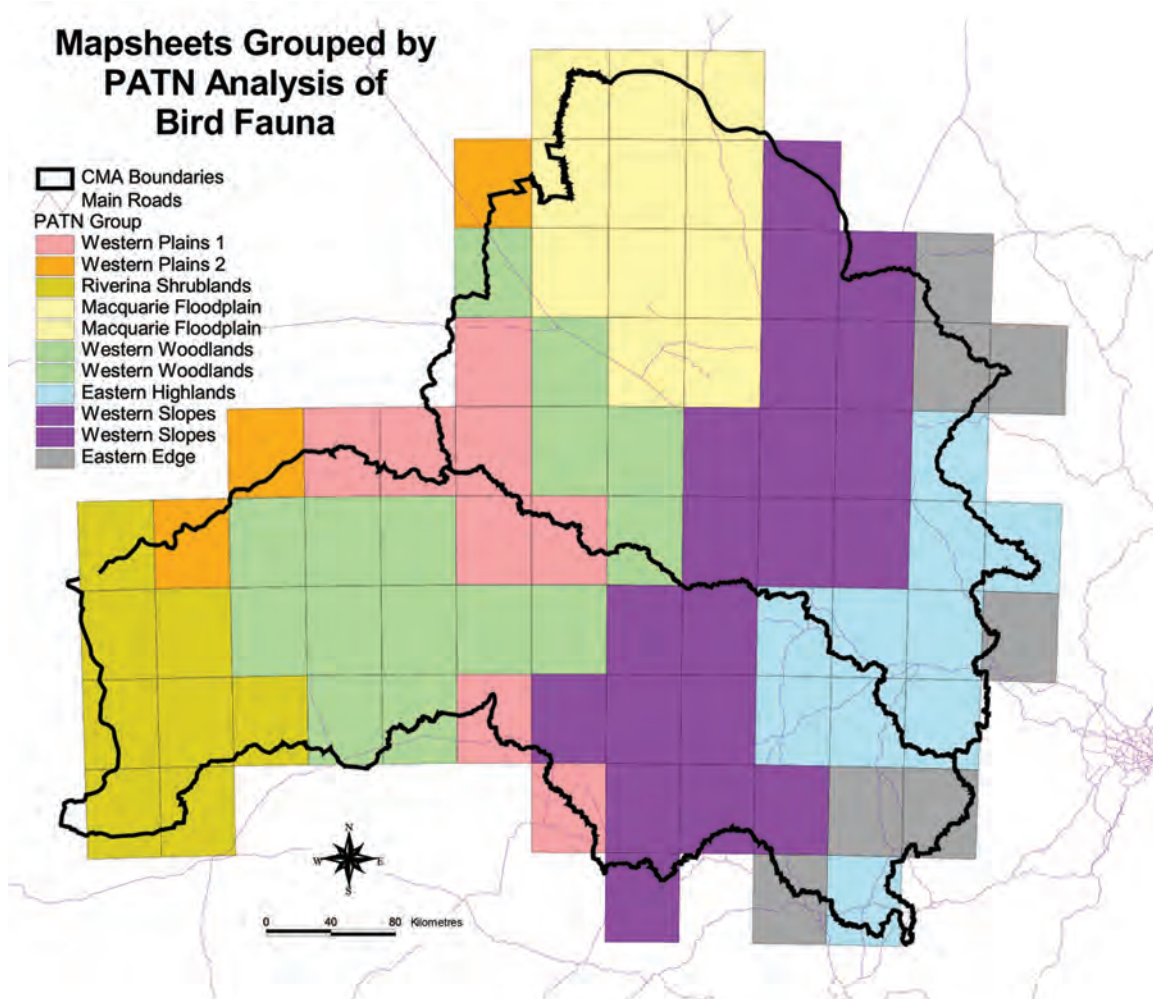 Mapsheets Grouped by
PATN Analysis of
Bird Fauna
CMA Boundaries
Main Roads
PATN Group
Western Plains 1
Western Plains 2
Riverina Shrublands
Macquarie Floodplain
Macquarie Floodplain
Western Woodlands
Western Woodlands
Eastern Highlands
Western Slopes
Western Slopes
Eastern Edge
N
W E
S
0 40 80 Kilometres